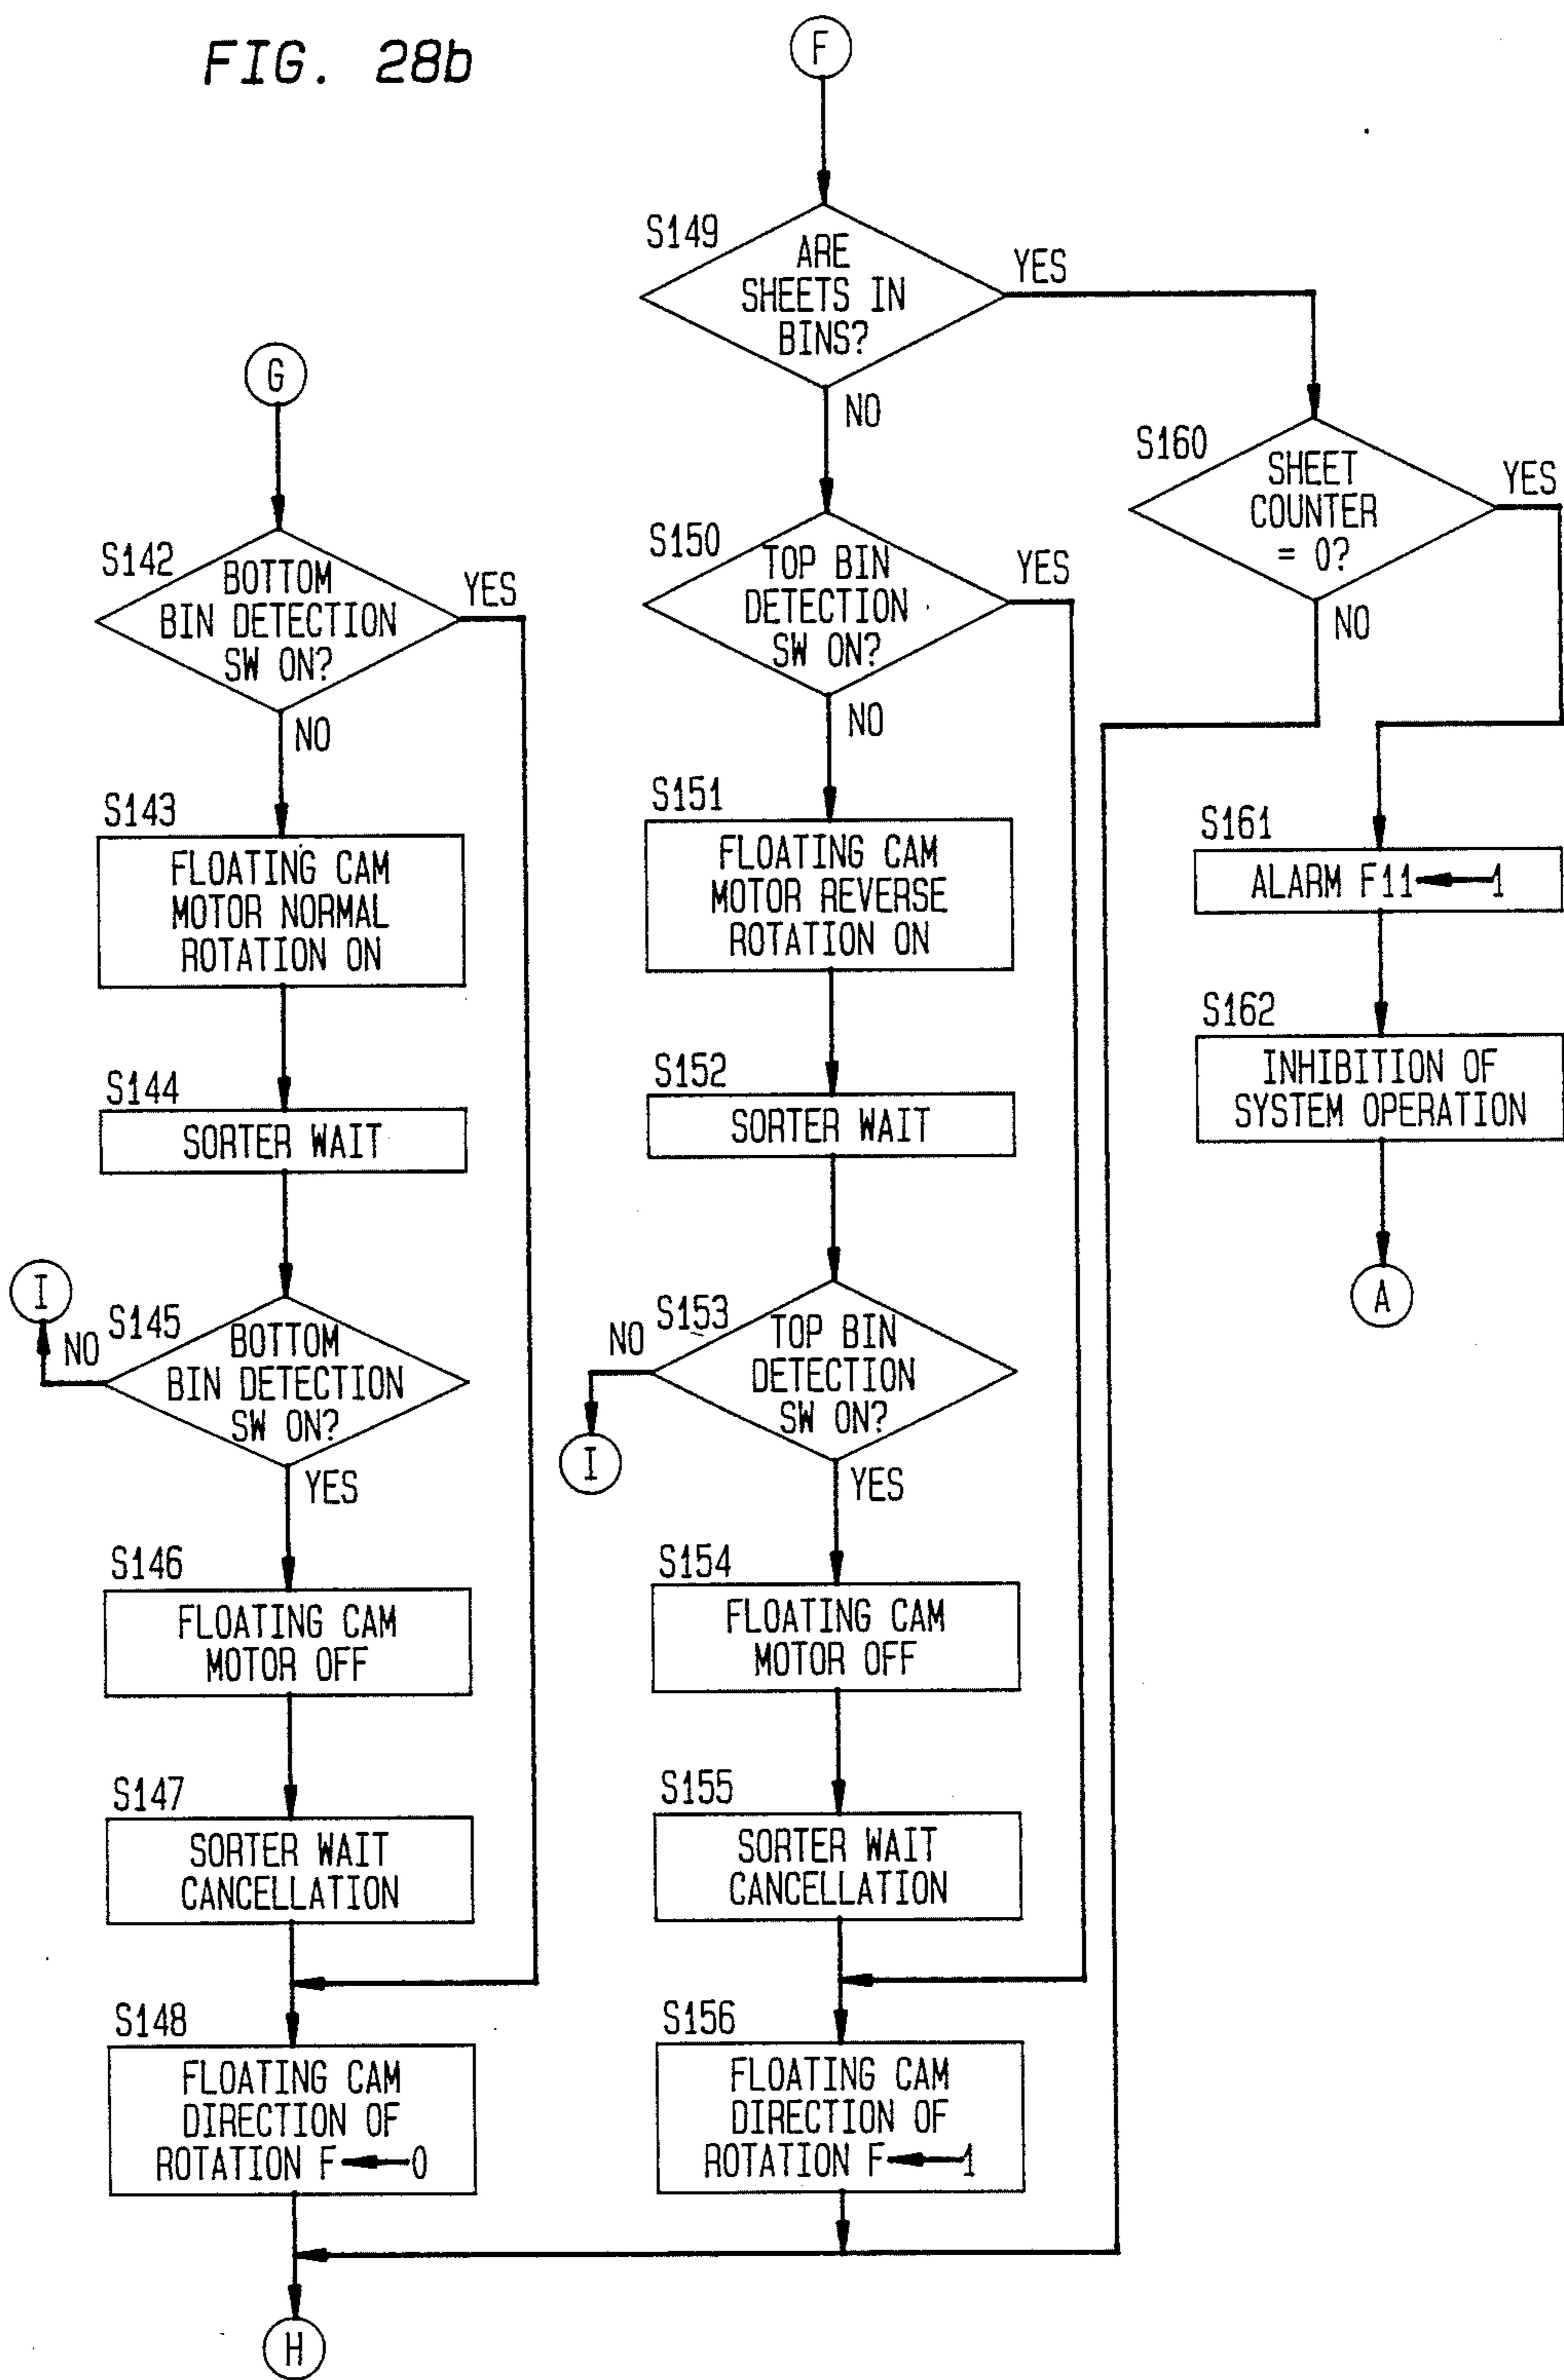 FIG. 28b
F
S149
ARE
SHEETS IN
BINS?
YES
NO
G
S142
BOTTOM
BIN DETECTION
SW ON?
YES
NO
S143
FLOATING CAM
MOTOR NORMAL
ROTATION ON
S144
SORTER WAIT
I
NO
S145
BOTTOM
BIN DETECTION
SW ON?
YES
S146
FLOATING CAM
MOTOR OFF
S147
SORTER WAIT
CANCELLATION
S148
FLOATING CAM
DIRECTION OF
ROTATION F ← 0
H
S150
TOP BIN
DETECTION
SW ON?
YES
NO
S151
FLOATING CAM
MOTOR REVERSE
ROTATION ON
S152
SORTER WAIT
NO
S153
TOP BIN
DETECTION
SW ON?
I
YES
S154
FLOATING CAM
MOTOR OFF
S155
SORTER WAIT
CANCELLATION
S156
FLOATING CAM
DIRECTION OF
ROTATION F ← 1
S160
SHEET
COUNTER
= 0?
YES
NO
S161
ALARM F11 ← 1
S162
INHIBITION OF
SYSTEM OPERATION
A